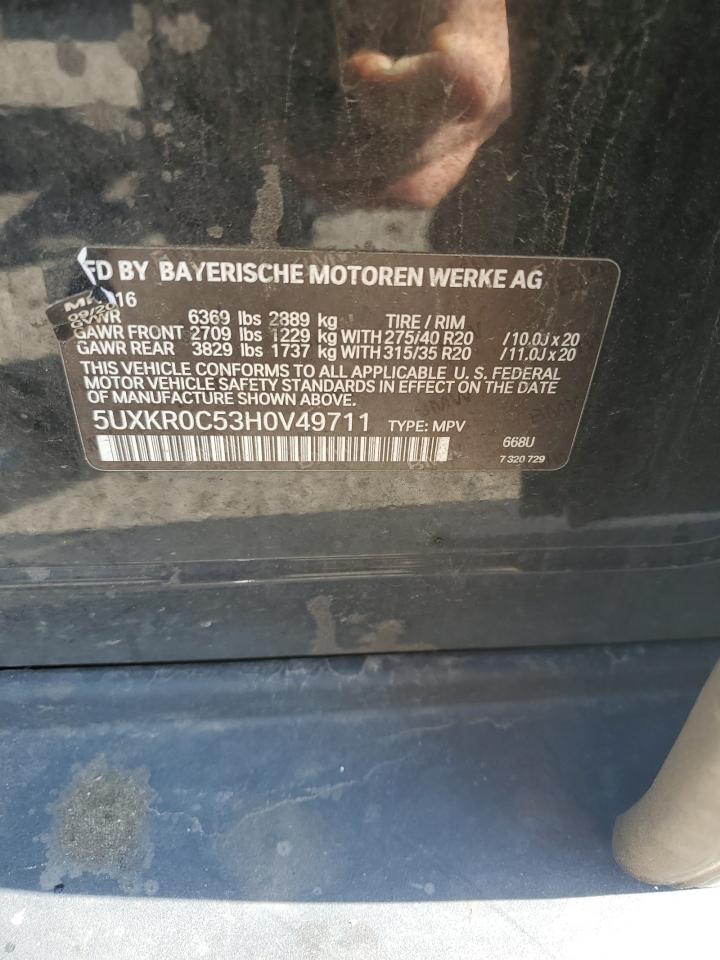 FD BY BAYERISCHE MOTOREN WERKE AG
09/20 16
GVWR 6369 lbs 2889 kg TIRE / RIM
GAWR FRONT 2709 lbs 1229 kg WITH 275/40 R20 /10.0J x 20
GAWR REAR 3829 lbs 1737 kg WITH 315/35 R20 /11.0J x 20
THIS VEHICLE CONFORMS TO ALL APPLICABLE U.S. FEDERAL
MOTOR VEHICLE SAFETY STANDARDS IN EFFECT ON THE DATE
OF MANUFACTURE SHOWN ABOVE.
5UXKR0C53H0V49711 TYPE: MPV
668U
7 320 729